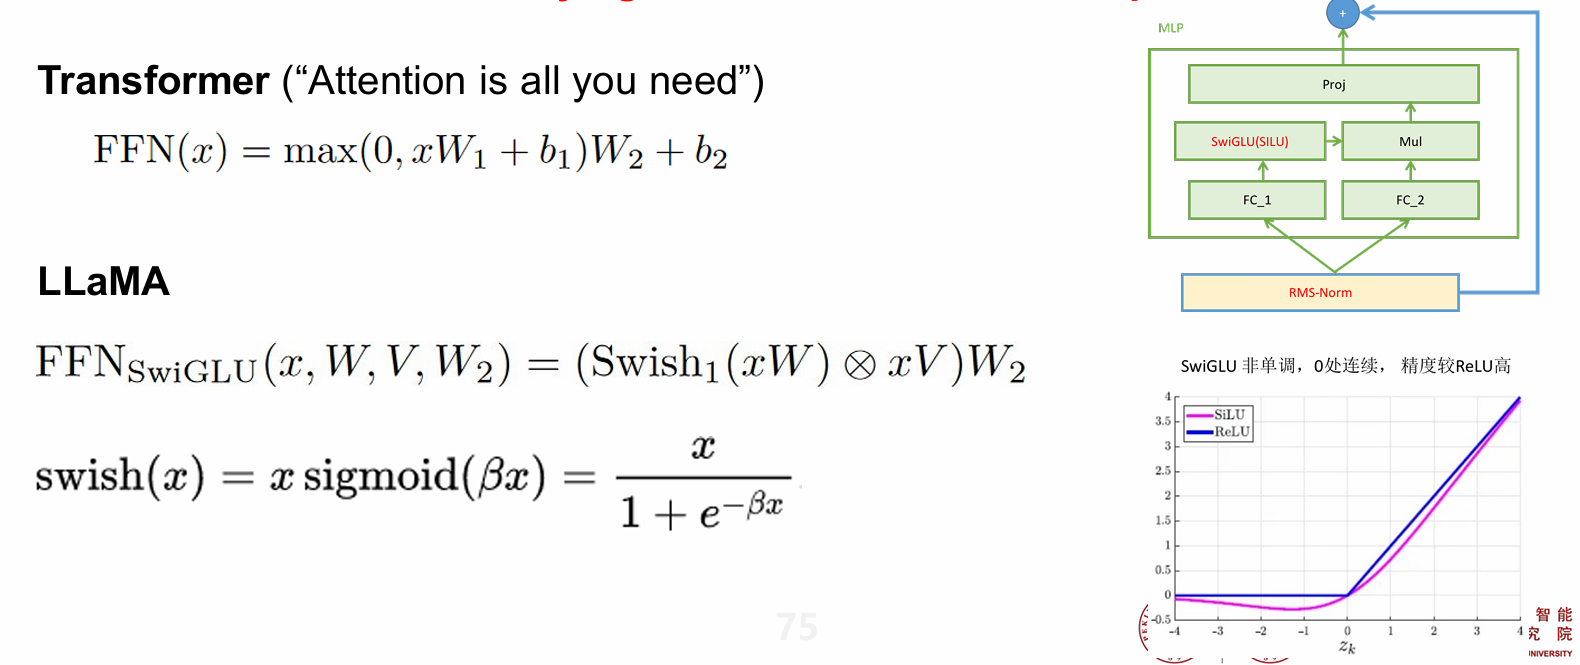 Transformer (“Attention is all you need”)
FFN(x) = max(0, xW₁ + b₁)W₂ + b₂
LLaMA
FFN_SwiGLU(x, W, V, W₂) = (Swish₁(xW) ⊗ xV)W₂
swish(x) = x sigmoid(βx) = x / (1 + e^{−βx})
75
MLP
+
Proj
SwiGLU(SILU)
Mul
FC_1
FC_2
RMS-Norm
SwiGLU 非单调，0处连续， 精度较ReLU高
SiLU
ReLU
4
3.5
3
2.5
2
1.5
1
0.5
0
-0.5
-4 -3 -2 -1 0 1 2 3 4
z_k
智 能
究 院